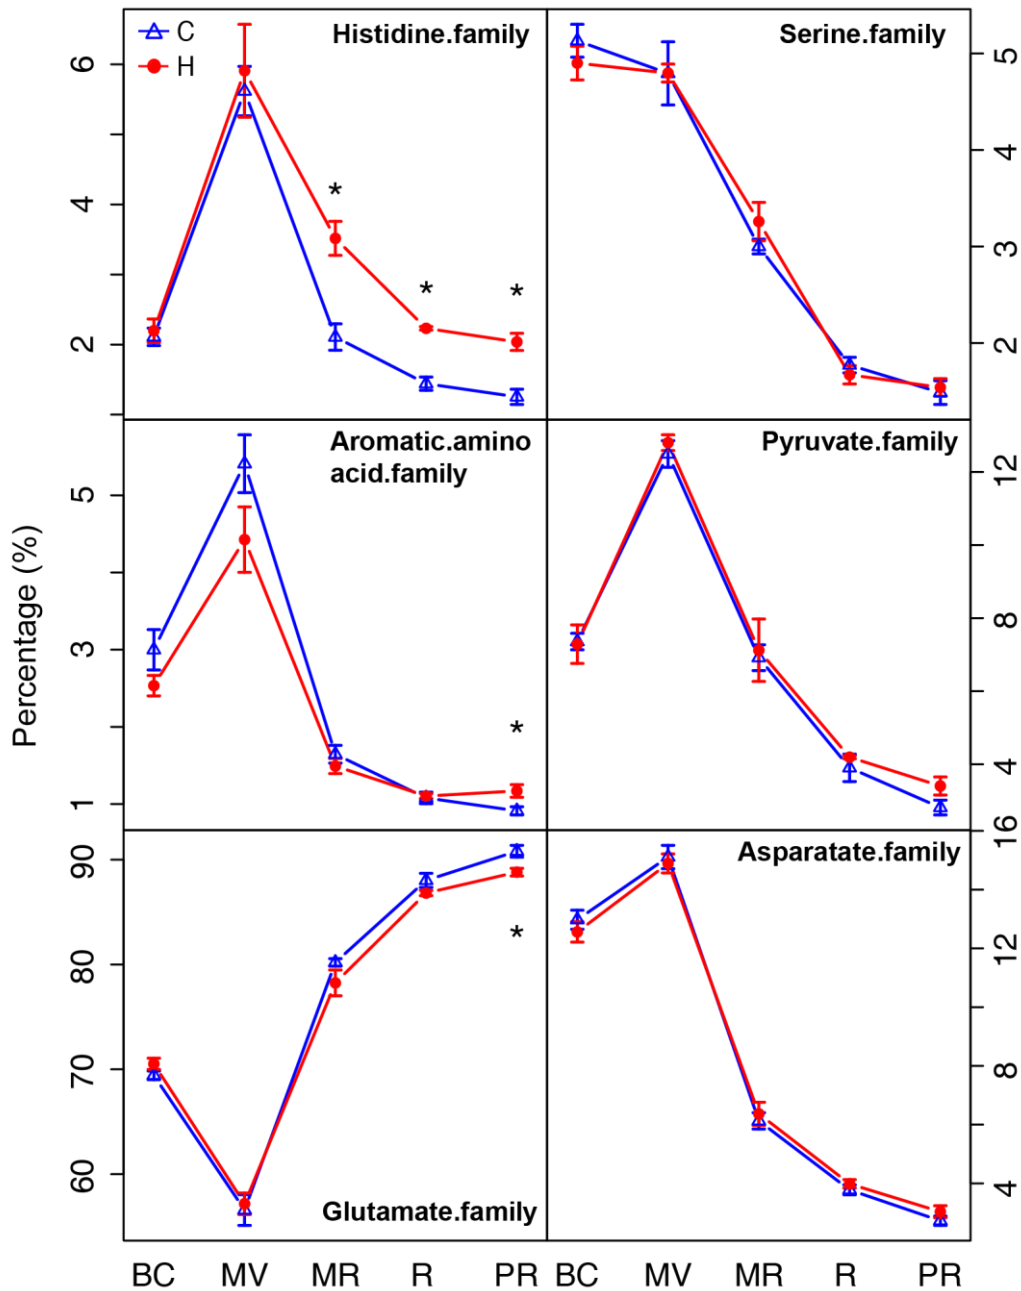 C
H
Histidine.family
Serine.family
6
4
2
5
4
3
2
*
*
*
Aromatic.amino
acid.family
Pyruvate.family
5
3
1
12
8
4
*
Percentage (%)
Asparatate.family
Glutamate.family
90
80
70
60
16
12
8
4
*
BC MV MR R PR BC MV MR R PR